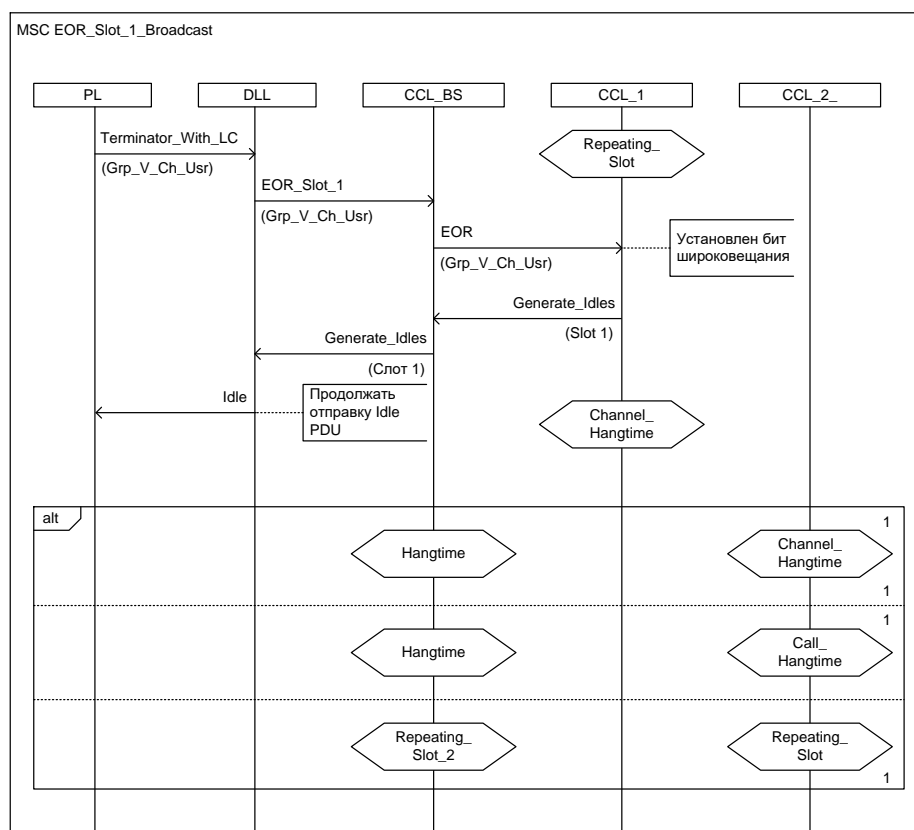 MSC EOR_Slot_1_Broadcast
PL
DLL
CCL_BS
CCL_1
CCL_2_
Terminator_With_LC
(Grp_V_Ch_Usr)
Repeating_
Slot
EOR_Slot_1
(Grp_V_Ch_Usr)
EOR
(Grp_V_Ch_Usr)
Установлен бит
широковещания
Generate_Idles
(Slot 1)
Generate_Idles
(Слот 1)
Idle
Продолжать
отправку Idle
PDU
Channel_
Hangtime
alt
1
Hangtime
Channel_
Hangtime
1
1
Hangtime
Call_
Hangtime
Repeating_
Slot_2
Repeating_
Slot
1